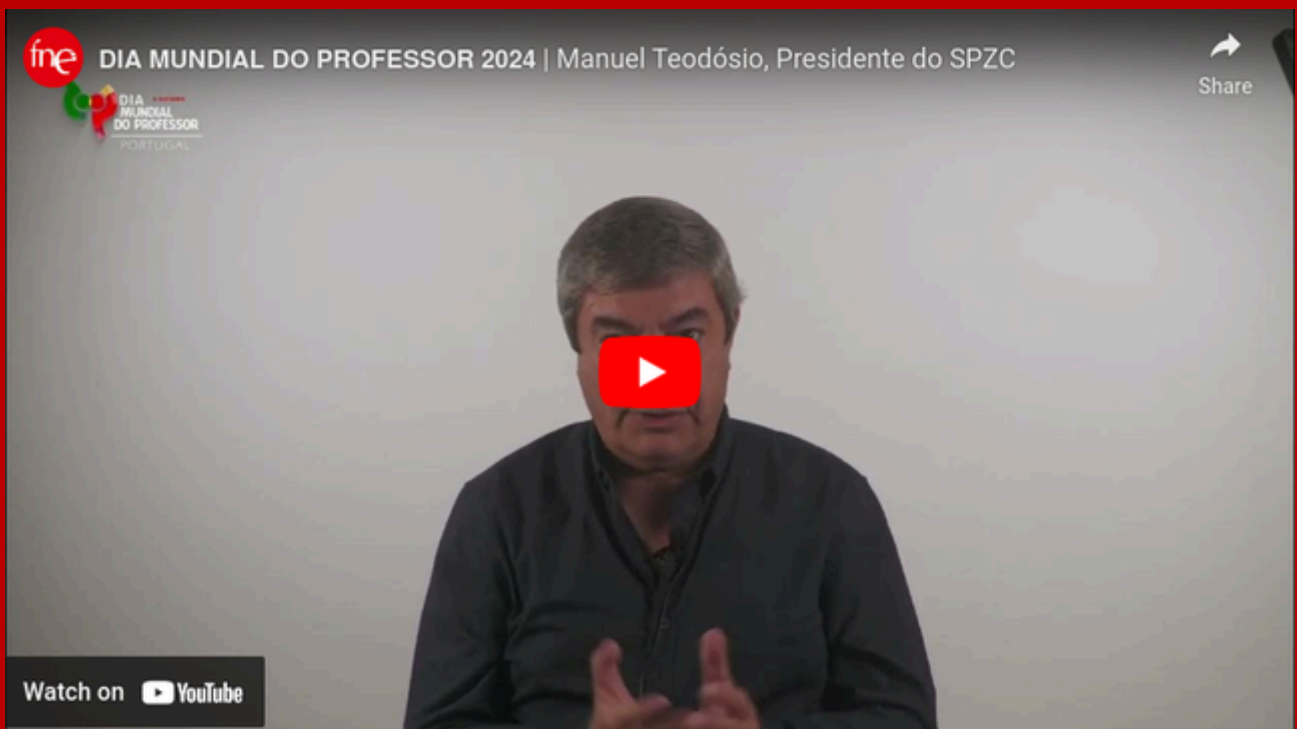 fne
DIA MUNDIAL DO PROFESSOR 2024 | Manuel Teodósio, Presidente do SPZC
Share
DIA
MUNDIAL
DO PROFESSOR
PORTUGAL
Watch on YouTube